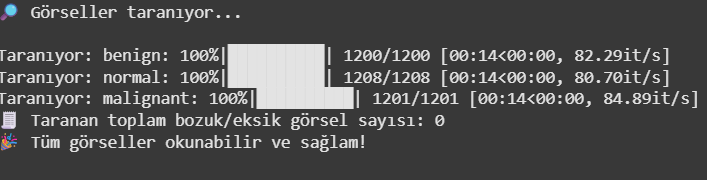 🔎 Görseller taranıyor...
Taranıyor: benign: 100%|██████████| 1200/1200 [00:14<00:00, 82.29it/s]
Taranıyor: normal: 100%|██████████| 1208/1208 [00:14<00:00, 80.70it/s]
Taranıyor: malignant: 100%|██████████| 1201/1201 [00:14<00:00, 84.89it/s]
🧾 Taranan toplam bozuk/eksik görsel sayısı: 0
🎉 Tüm görseller okunabilir ve sağlam!